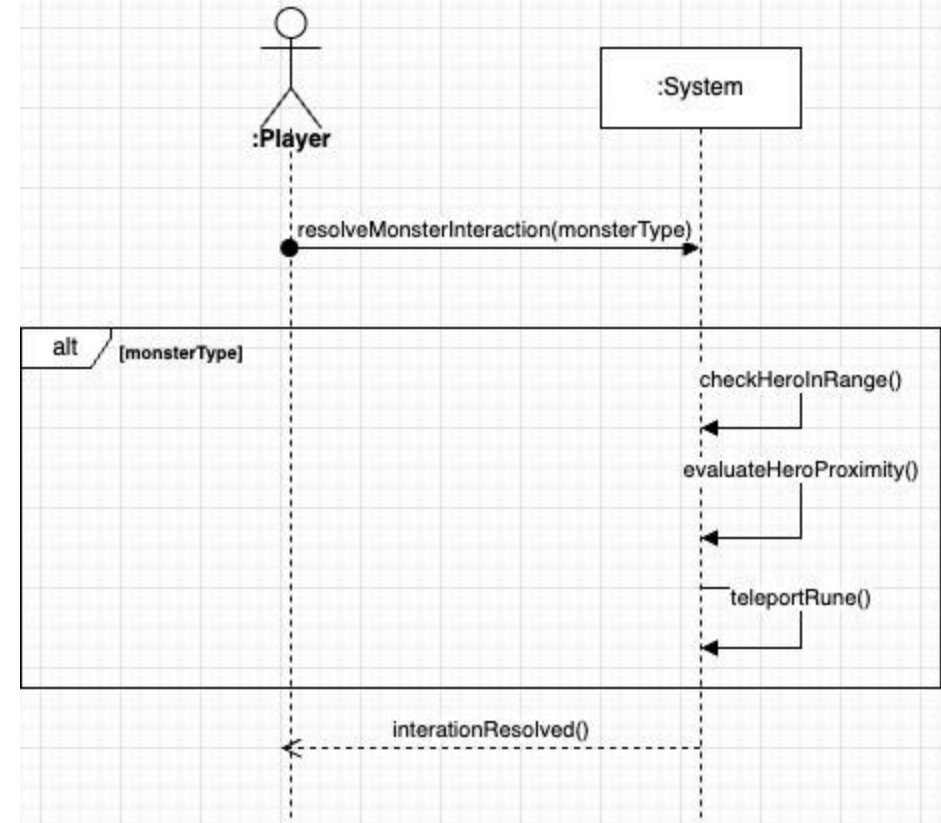 :Player
:System
resolveMonsterInteraction(monsterType)
alt
[monsterType]
checkHeroInRange()
evaluateHeroProximity()
teleportRune()
interationResolved()